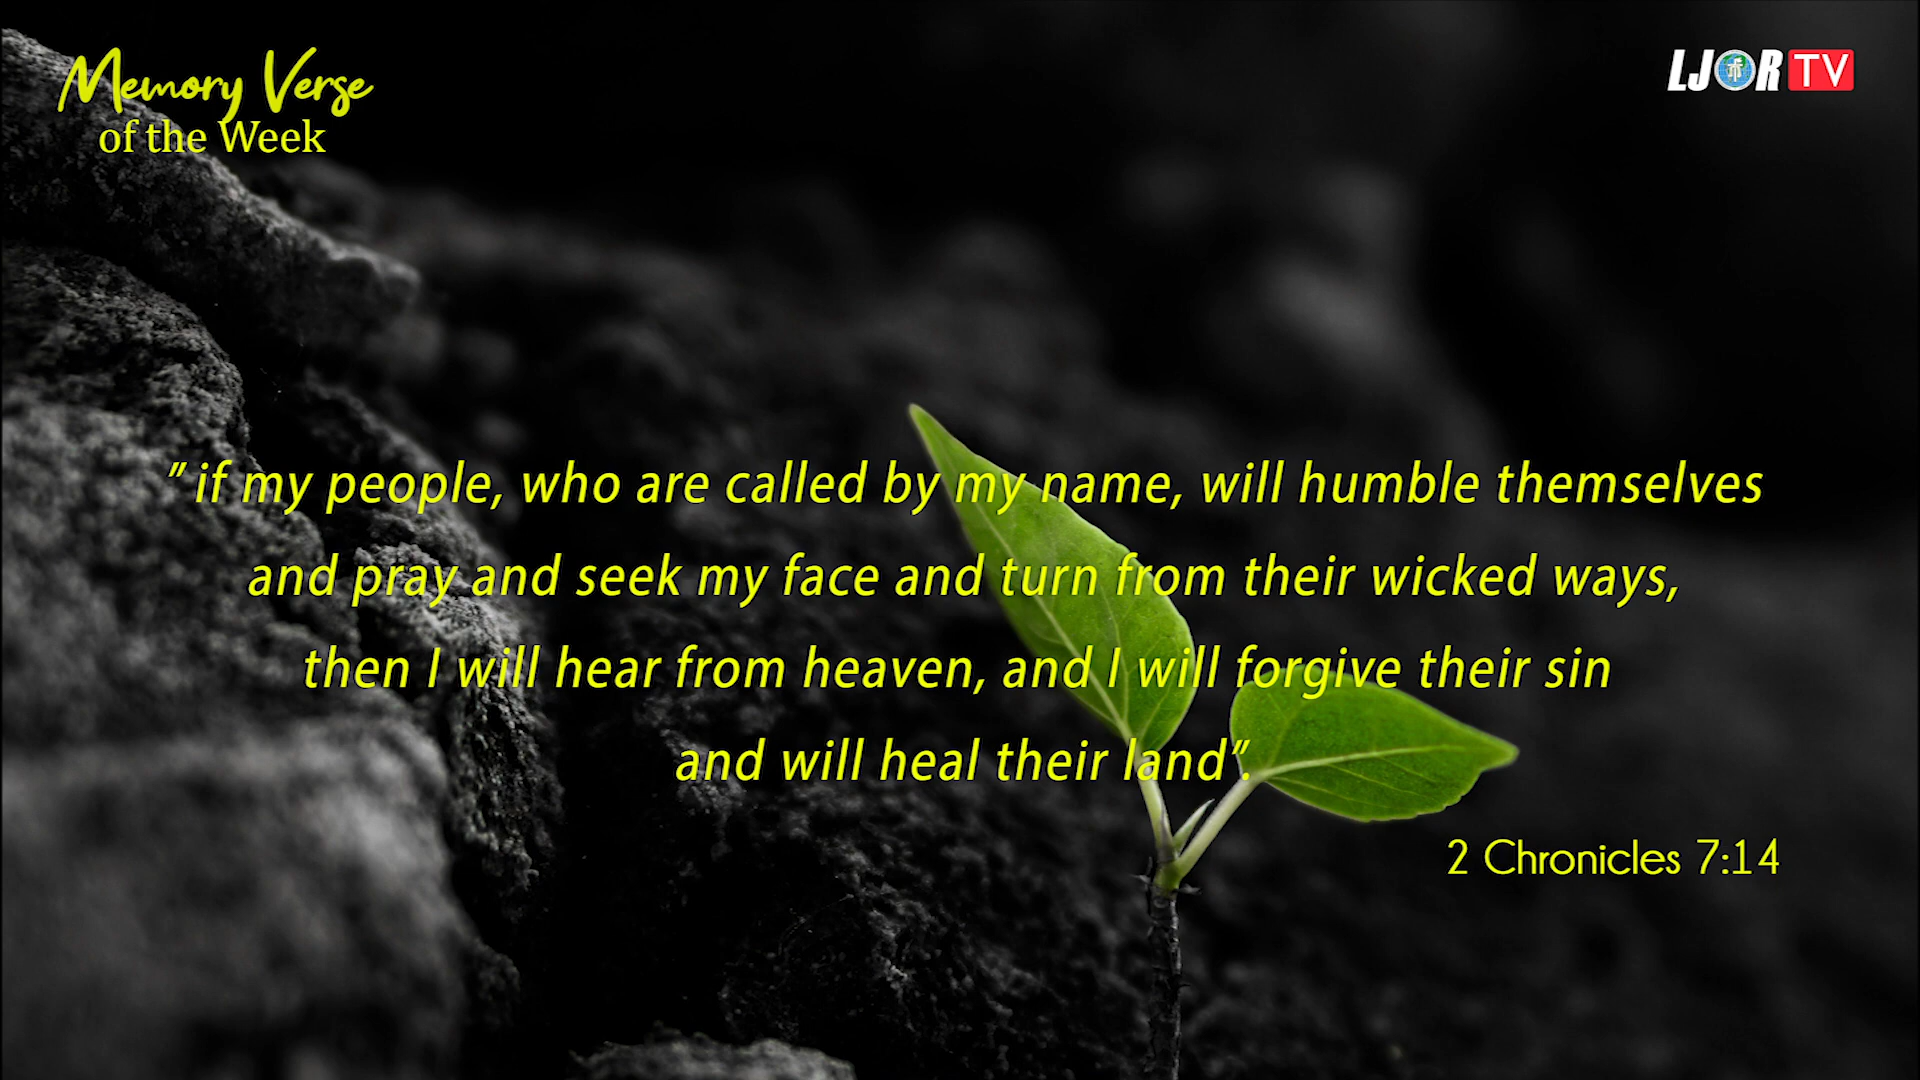 Memory Verse
of the Week
LJOR TV
" if my people, who are called by my name, will humble themselves
and pray and seek my face and turn from their wicked ways,
then I will hear from heaven, and I will forgive their sin
and will heal their land".
2 Chronicles 7:14